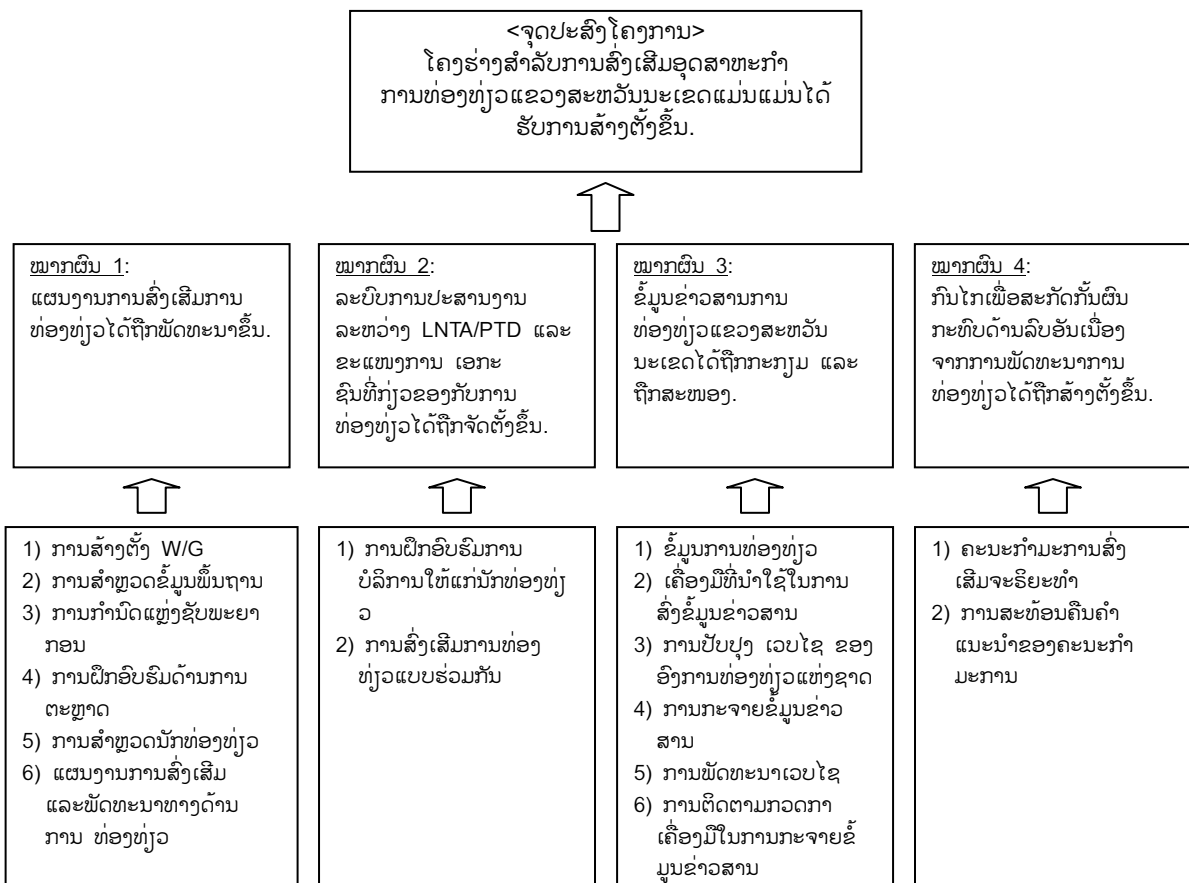 <ຈຸດປະສົງໂຄງການ>
ໂຄງຮ່າງສຳລັບການສົ່ງເສີມອຸດສາຫະກຳ
ການທ່ອງທ່ຽວແຂວງສະຫວັນນະເຂດແມ່ນແມ່ນໄດ້
ຮັບການສ້າງຕັ້ງຂຶ້ນ.
ໝາກຜົນ 1:
ແຜນງານການສົ່ງເສີມການ
ທ່ອງທ່ຽວໄດ້ຖືກພັດທະນາຂຶ້ນ.
ໝາກຜົນ 2:
ລະບົບການປະສານງານ
ລະຫວ່າງ LNTA/PTD ແລະ
ຂະແໜງການ ເອກະ
ຊົນທີ່ກ່ຽວຂອງກັບການ
ທ່ອງທ່ຽວໄດ້ຖືກຈັດຕັ້ງຂຶ້ນ.
ໝາກຜົນ 3:
ຂໍ້ມູນຂ່າວສານການ
ທ່ອງທ່ຽວແຂວງສະຫວັນ
ນະເຂດໄດ້ຖືກກະກຽມ ແລະ
ຖືກສະໜອງ.
ໝາກຜົນ 4:
ກົນໄກເພື່ອສະກັດກັ້ນຜົນ
ກະທົບດ້ານລົບອັນເນື່ອງ
ຈາກການພັດທະນາການ
ທ່ອງທ່ຽວໄດ້ຖືກສ້າງຕັ້ງຂຶ້ນ.
1) ການສ້າງຕັ້ງ W/G
2) ການສຳຫຼວດຂໍ້ມູນພື້ນຖານ
3) ການກຳນົດແຫຼ່ງຊັບພະຍາ
ກອນ
4) ການຝຶກອົບຮົມດ້ານການ
ຕະຫຼາດ
5) ການສຳຫຼວດນັກທ່ອງທ່ຽວ
6) ແຜນງານການສົ່ງເສີມ
ແລະພັດທະນາທາງດ້ານ
ການ ທ່ອງທ່ຽວ
1) ການຝຶກອົບຮົມການ
ບໍລິການໃຫ້ແກ່ນັກທ່ອງທ່ຽ
ວ
2) ການສົ່ງເສີມການທ່ອງ
ທ່ຽວແບບຮ່ວມກັນ
1) ຂໍ້ມູນການທ່ອງທ່ຽວ
2) ເຄື່ອງມືທີ່ນຳໃຊ້ໃນການ
ສົ່ງຂໍ້ມູນຂ່າວສານ
3) ການປັບປຸງ ເວບໄຊ ຂອງ
ອົງການທ່ອງທ່ຽວແຫ່ງຊາດ
4) ການກະຈາຍຂໍ້ມູນຂ່າວ
ສານ
5) ການພັດທະນາເວບໄຊ
6) ການຕິດຕາມກວດກາ
ເຄື່ອງມືໃນການກະຈາຍຂໍ້
ມູນຂ່າວສານ
1) ຄະນະກຳມະການສົ່ງ
ເສີມຈະຣິຍະທຳ
2) ການສະທ້ອນຄືນຄຳ
ແນະນຳຂອງຄະນະກຳ
ມະການ